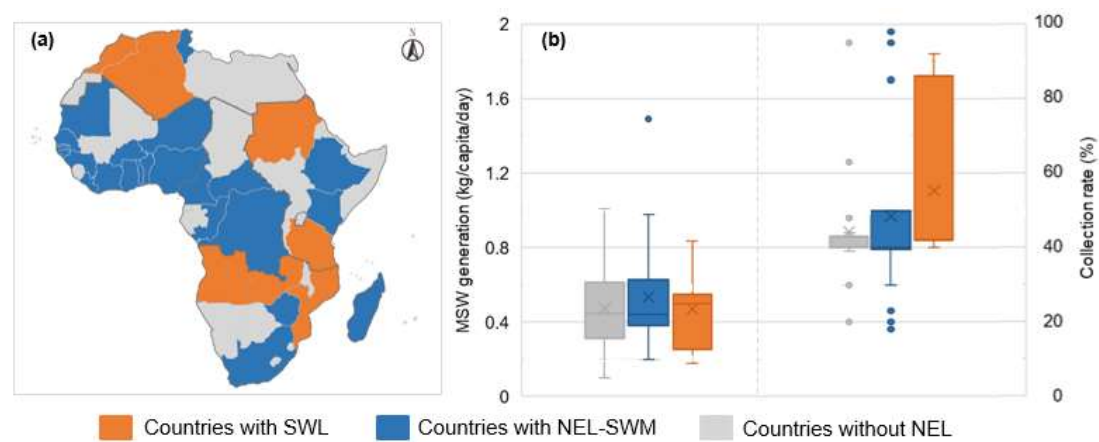 (a)
N
(b)
2
1.6
1.2
0.8
0.4
0
MSW generation (kg/capita/day)
100
80
60
40
20
0
Collection rate (%)
Countries with SWL
Countries with NEL-SWM
Countries without NEL